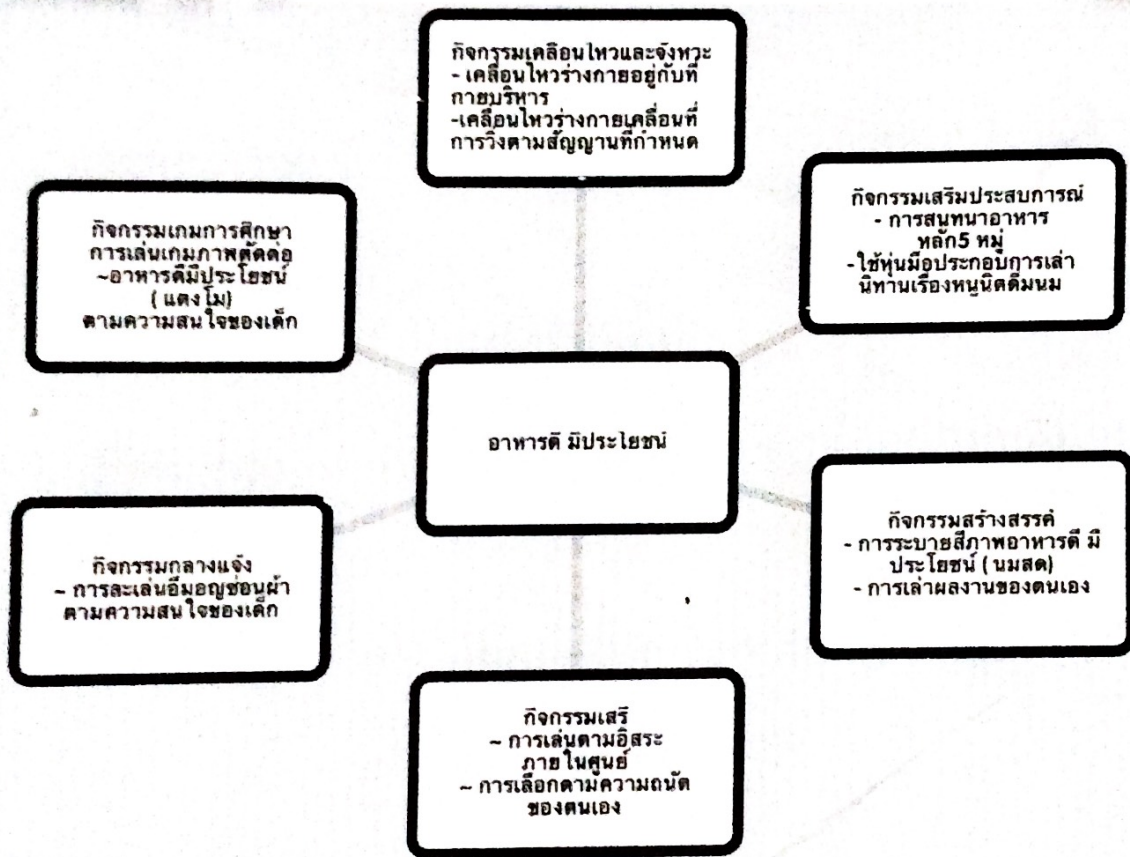 กิจกรรมเคลื่อนไหวและจังหวะ
- เคลื่อนไหวร่างกายอยู่กับที่
กายบริหาร
-เคลื่อนไหวร่างกายเคลื่อนที่
การวิ่งตามสัญญานที่กำหนด
กิจกรรมเสริมประสบการณ์
- การสนทนาอาหาร
หลัก5 หมู่
-ใช้หุ่นมือประกอบการเล่า
นิทานเรื่องหนูนิดดื่มนม
กิจกรรมสร้างสรรค์
- การระบายสีภาพอาหารดี มี
ประโยชน์ ( นมสด)
- การเล่าผลงานของตนเอง
กิจกรรมเสรี
~ การเล่นตามอิสระ
ภายในศูนย์
~ การเลือกตามความถนัด
ของตนเอง
กิจกรรมกลางแจ้ง
~ การละเล่นอีมอญซ่อนผ้า
ตามความสนใจของเด็ก
กิจกรรมเกมการศึกษา
การเล่นเกมภาพตัดต่อ
~อาหารดีมีประโยชน์
( แตงโม)
ตามความสนใจของเด็ก
อาหารดี มีประโยชน์